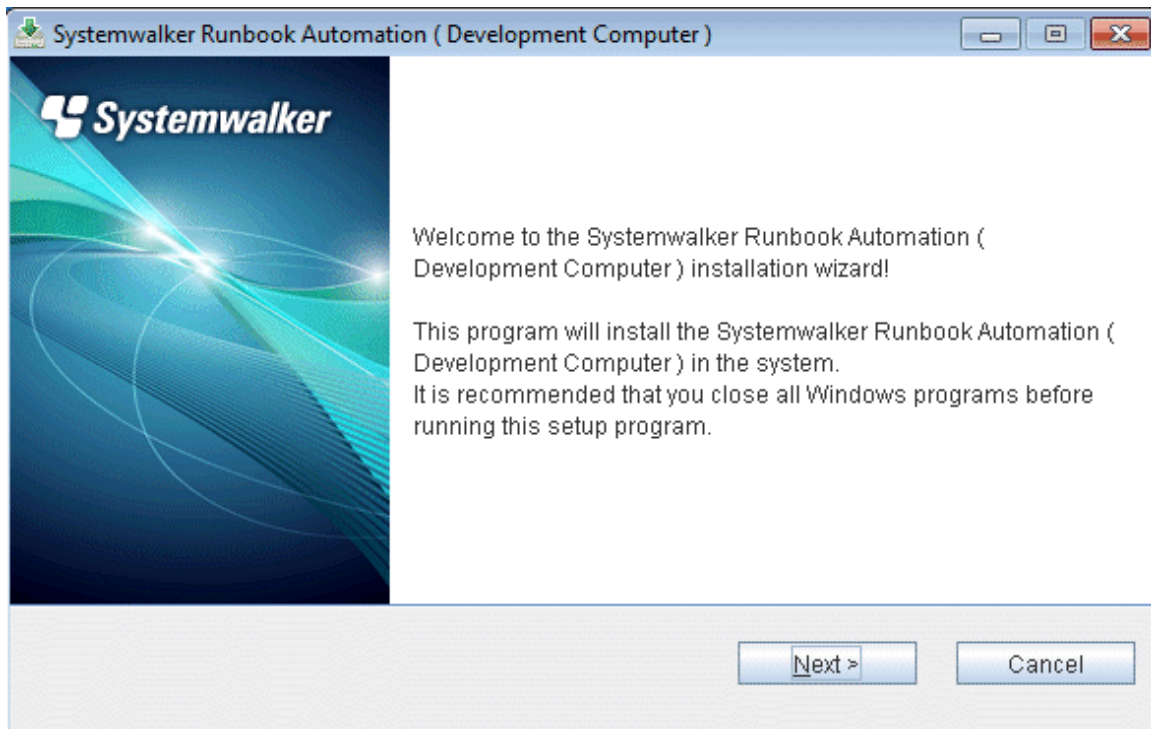 Systemwalker Runbook Automation ( Development Computer )
Systemwalker
Welcome to the Systemwalker Runbook Automation (
Development Computer ) installation wizard!
This program will install the Systemwalker Runbook Automation (
Development Computer ) in the system.
It is recommended that you close all Windows programs before
running this setup program.
Next >
Cancel